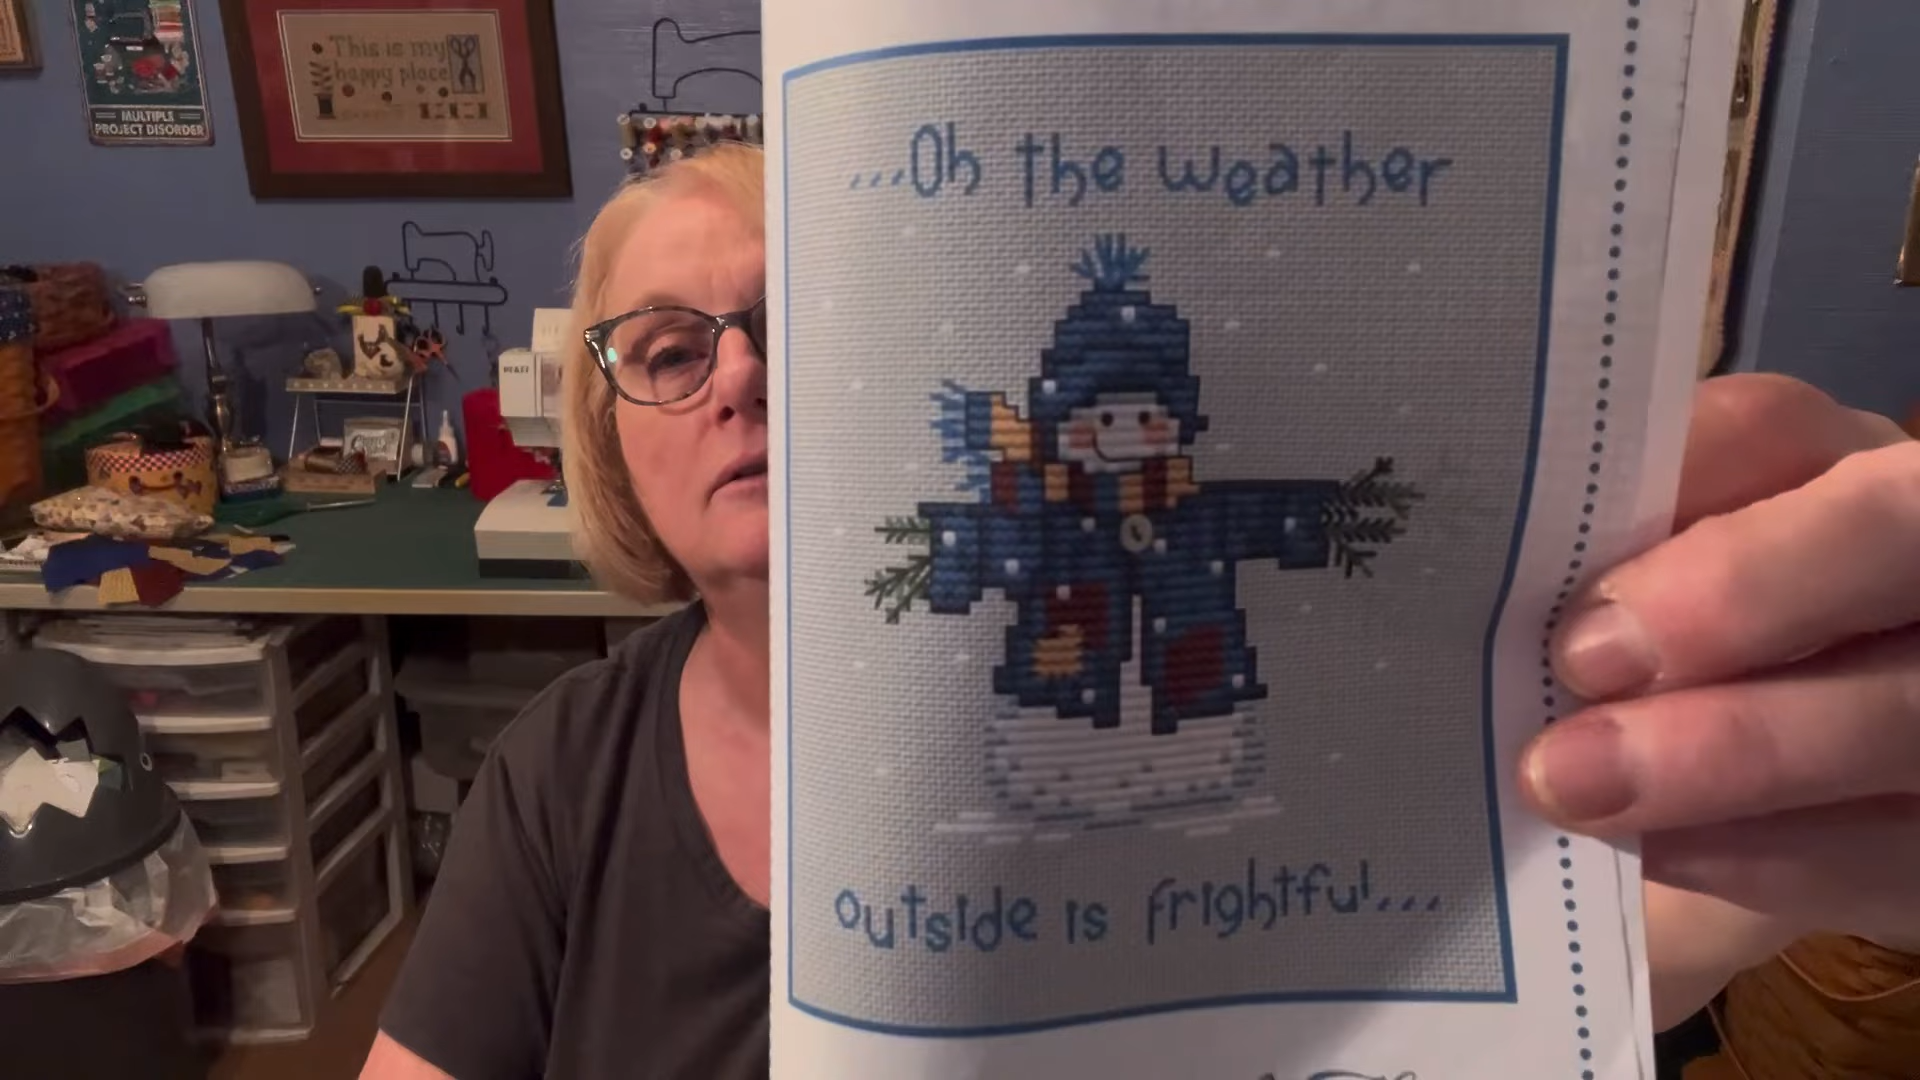 This is my
happy place
MULTIPLE
PROJECT DISORDER
...Oh the weather
outside is frightful...